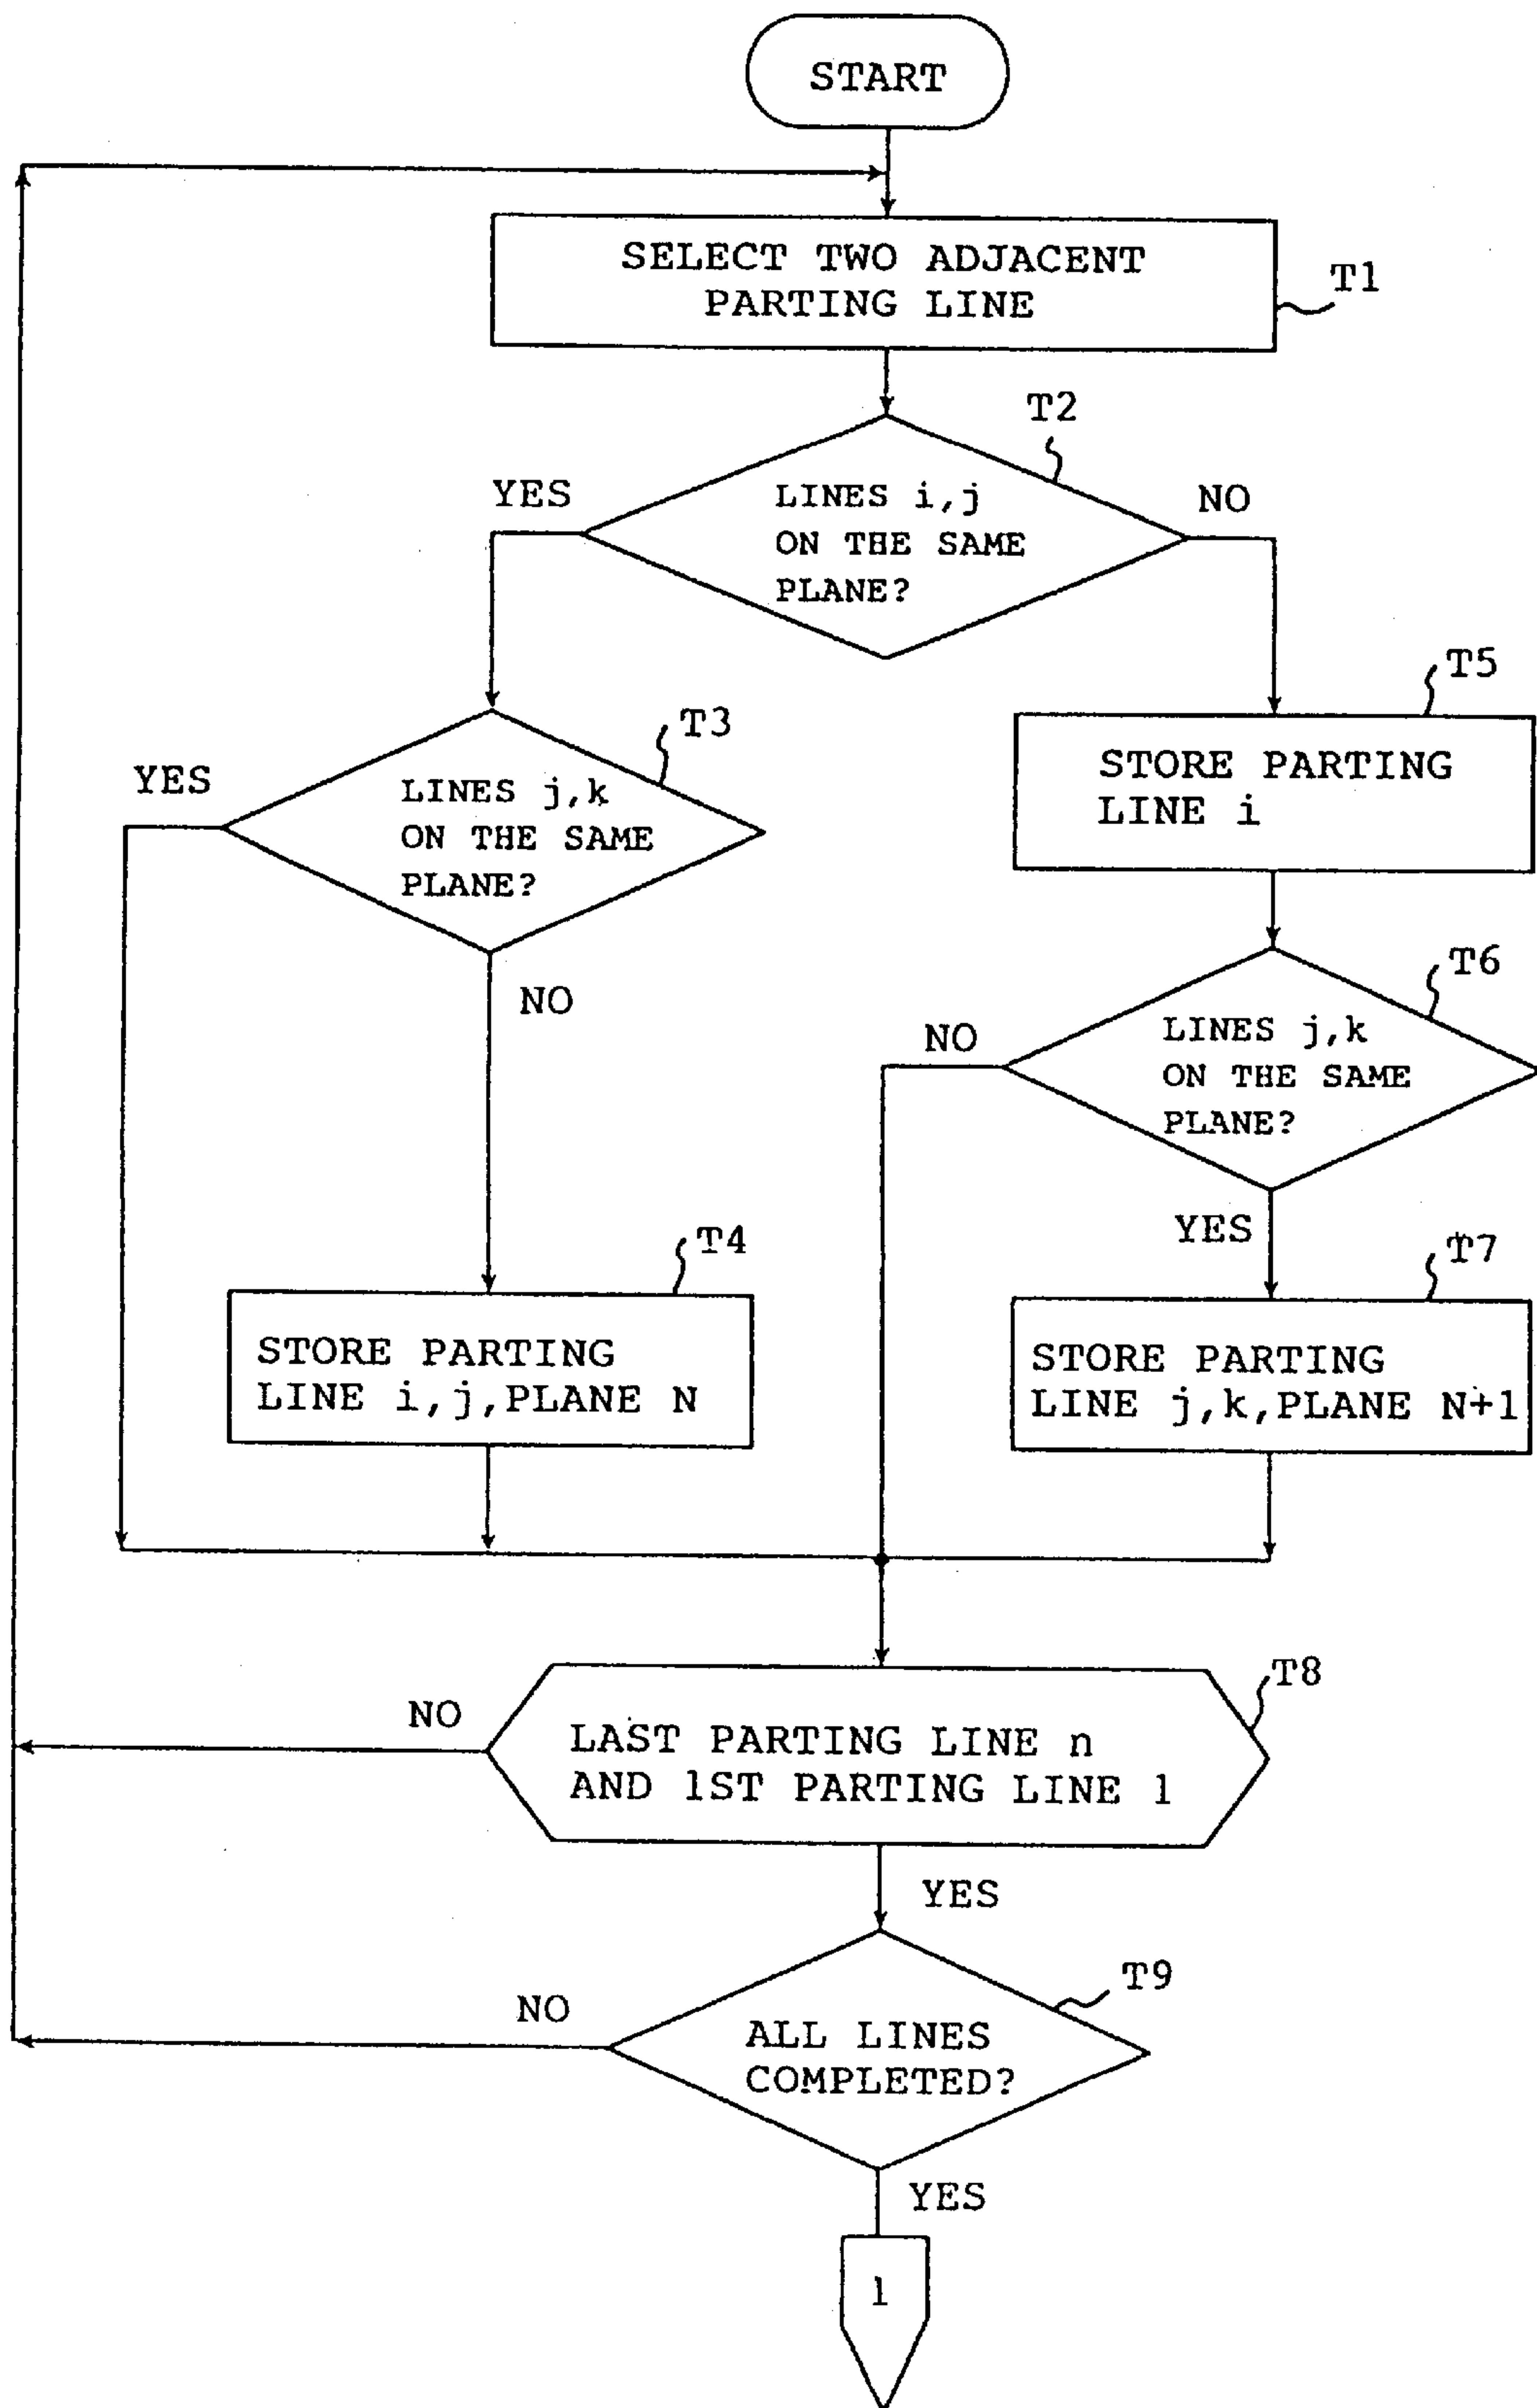 START
SELECT TWO ADJACENT
PARTING LINE
T1
T2
YES
LINES i,j
ON THE SAME
PLANE?
NO
T3
YES
LINES j,k
ON THE SAME
PLANE?
NO
T5
STORE PARTING
LINE i
T6
NO
LINES j,k
ON THE SAME
PLANE?
YES
T4
STORE PARTING
LINE i,j,PLANE N
T7
STORE PARTING
LINE j,k,PLANE N+1
T8
NO
LAST PARTING LINE n
AND 1ST PARTING LINE 1
YES
T9
NO
ALL LINES
COMPLETED?
YES
1